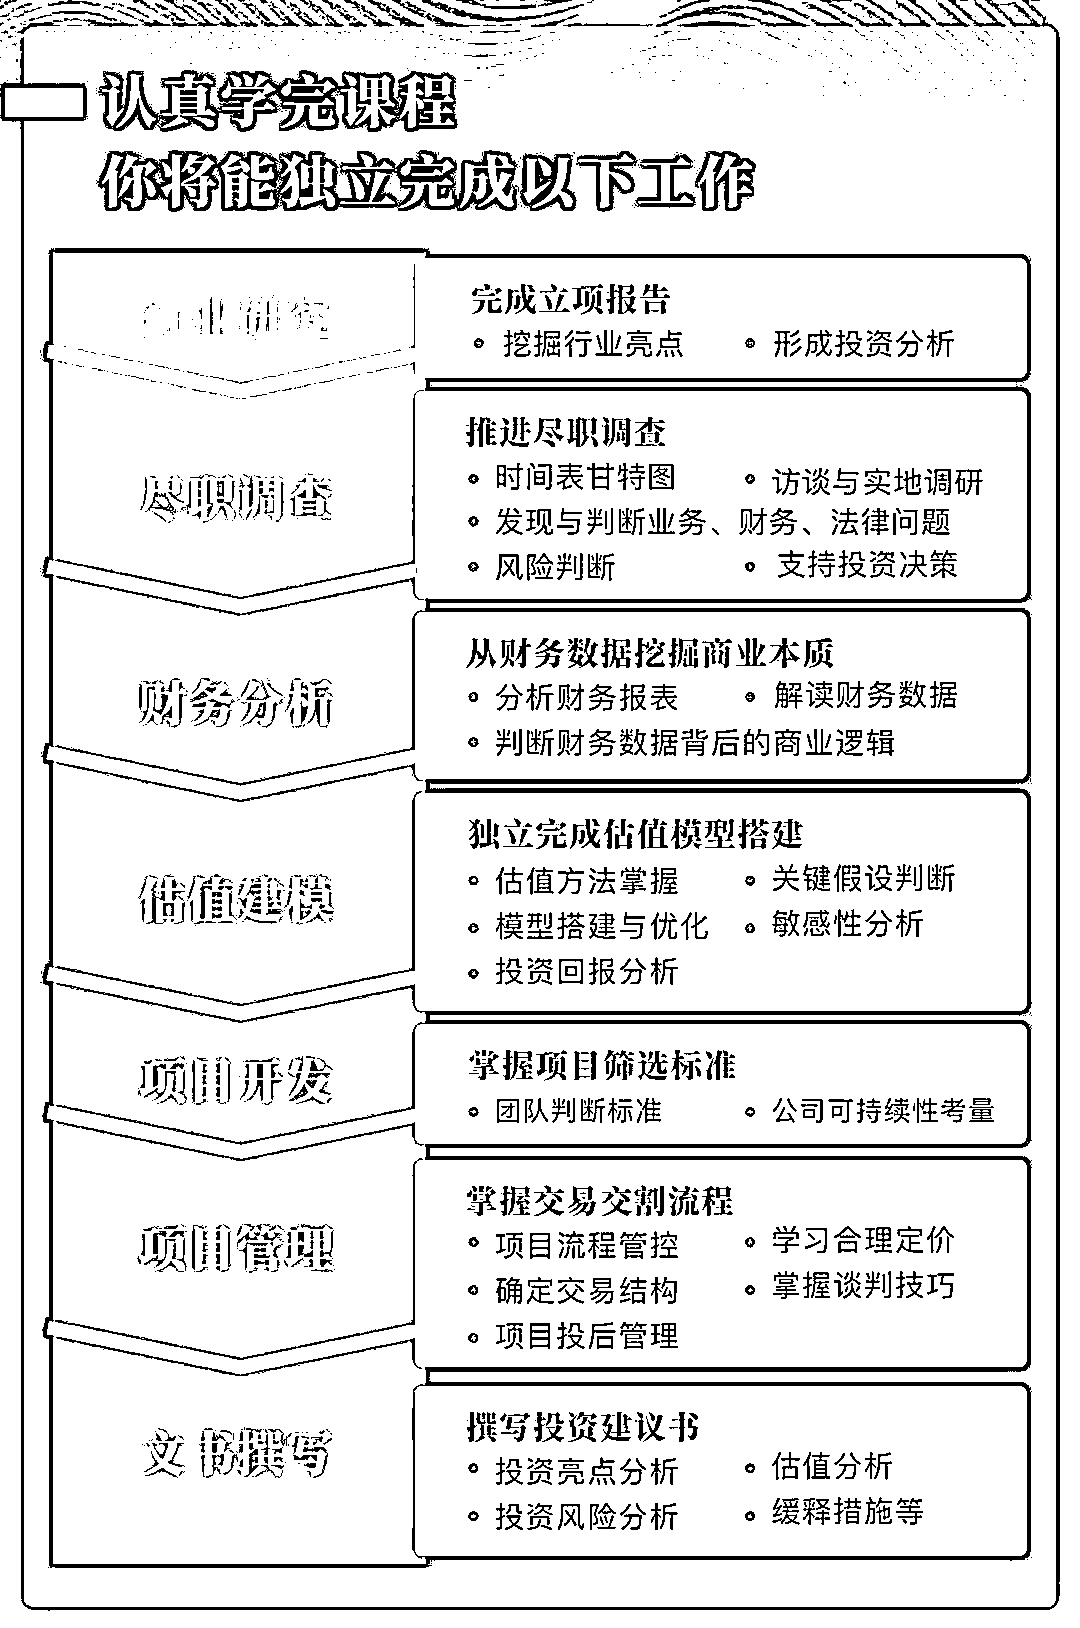 认真学完课程
你将能独立完成以下工作
行业研究
完成立项报告
挖掘行业亮点
形成投资分析
尽职调查
推进尽职调查
时间表甘特图
访谈与实地调研
发现与判断业务、财务、法律问题
风险判断
支持投资决策
财务分析
从财务数据挖掘商业本质
分析财务报表
解读财务数据
判断财务数据背后的商业逻辑
估值建模
独立完成估值模型搭建
估值方法掌握
关键假设判断
模型搭建与优化
敏感性分析
投资回报分析
项目开发
掌握项目筛选标准
团队判断标准
公司可持续性考量
项目管理
掌握交易交割流程
项目流程管控
学习合理定价
确定交易结构
掌握谈判技巧
项目投后管理
文书撰写
撰写投资建议书
投资亮点分析
估值分析
投资风险分析
缓释措施等